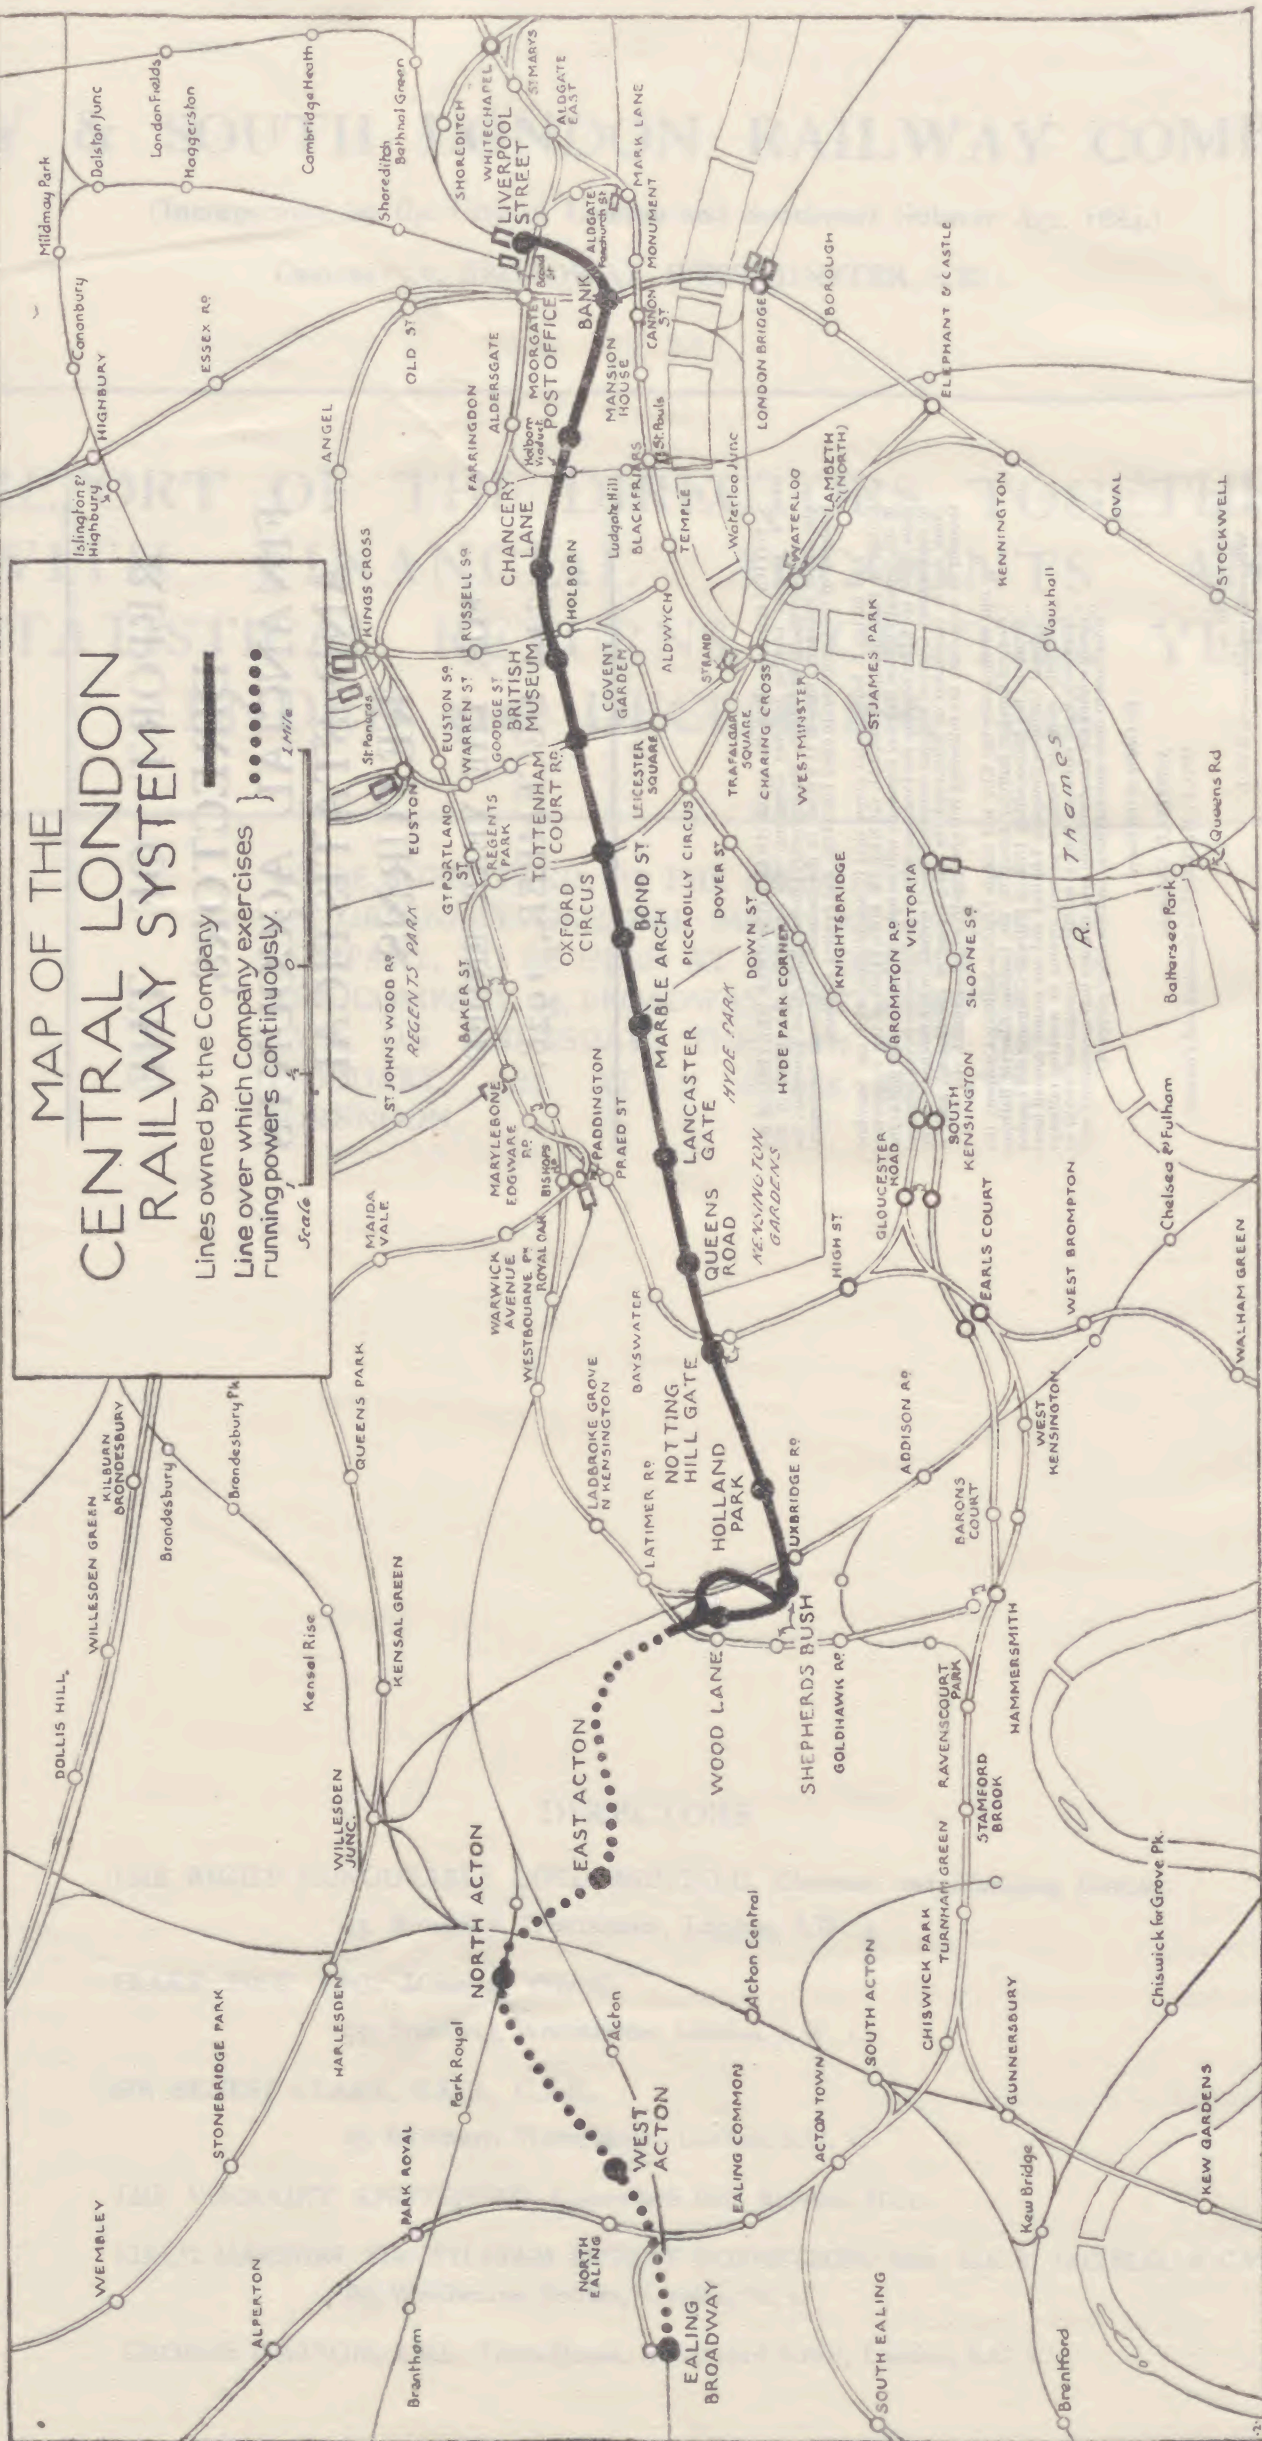 MAP OF THE
CENTRAL LONDON
RAILWAY SYSTEM
Lines owned by the Company
Line over which Company exercises
running powers continuously.
Scale
1
½
0
1 Mile
WEMBLEY
ALPERTON
STONEBRIDGE PARK
PARK ROYAL
Brentham
Park Royal
HARLESDEN
WILLESDEN
JUNC.
DOLLIS HILL
WILLESDEN GREEN
KILBURN
BRONDESBURY
Brondesbury
Brondesbury Pk
Kensal Rise
KENSAL GREEN
QUEENS PARK
MAIDA
VALE
WARWICK
AVENUE
WESTBOURNE PK
ROYAL OAK
BISHOPS
RD
EDGWARE
RD
MARYLEBONE
ST JOHNS WOOD RD
BAKER ST
REGENTS PARK
REGENTS
PARK
GT PORTLAND
ST
EUSTON
St. Pancras
EUSTON SQ
WARREN ST
GOODGE ST
RUSSELL SQ
KINGS CROSS
ANGEL
Islington &
Highbury
HIGHBURY
Canonbury
Mildmay Park
Dalston Junc
London Fields
Haggerston
Cambridge Heath
ESSEX RD
OLD ST
Shoreditch
Bethnal Green
SHOREDITCH
WHITECHAPEL
ST MARYS
ALDGATE
EAST
LIVERPOOL
STREET
ALDGATE
Fenchurch St
Broad
St
BANK
MOORGATE
POST OFFICE
ALDERSGATE
FARRINGDON
Holborn
Viaduct
CHANCERY
LANE
HOLBORN
BRITISH
MUSEUM
TOTTENHAM
COURT RD
OXFORD
CIRCUS
BOND ST
MARBLE ARCH
LANCASTER
GATE
QUEENS
ROAD
NOTTING
HILL GATE
HOLLAND
PARK
SHEPHERDS BUSH
WOOD LANE
EAST ACTON
NORTH ACTON
WEST
ACTON
EALING
BROADWAY
NORTH
EALING
EALING COMMON
Acton
Acton Central
ACTON TOWN
SOUTH ACTON
SOUTH EALING
Brentford
Kew Bridge
KEW GARDENS
GUNNERSBURY
CHISWICK PARK
TURNHAM GREEN
Chiswick for Grove Pk.
STAMFORD
BROOK
RAVENSCOURT
PARK
HAMMERSMITH
GOLDHAWK RD
BARONS
COURT
WEST
KENSINGTON
ADDISON RD
UXBRIDGE RD
LATIMER RD
LADBROKE GROVE
N KENSINGTON
BAYSWATER
PADDINGTON
PRAED ST
KENSINGTON
GARDENS
HYDE PARK
HIGH ST
GLOUCESTER
ROAD
EARLS COURT
WEST BROMPTON
WALHAM GREEN
Chelsea & Fulham
SOUTH
KENSINGTON
BROMPTON RD
KNIGHTSBRIDGE
HYDE PARK CORNER
DOWN ST
DOVER ST
PICCADILLY CIRCUS
LEICESTER
SQUARE
COVENT
GARDEN
ALDWYCH
STRAND
TRAFALGAR
SQUARE
CHARING CROSS
WESTMINSTER
ST JAMES PARK
VICTORIA
SLOANE SQ
Battersea Park
Queens Rd
R. Thames
Vauxhall
TEMPLE
BLACKFRIARS
Ludgate Hill
St. Pauls
MANSION
HOUSE
CANNON
ST
MONUMENT
MARK LANE
Waterloo Junc
WATERLOO
LAMBETH
(NORTH)
LONDON BRIDGE
BOROUGH
ELEPHANT & CASTLE
KENNINGTON
OVAL
STOCKWELL